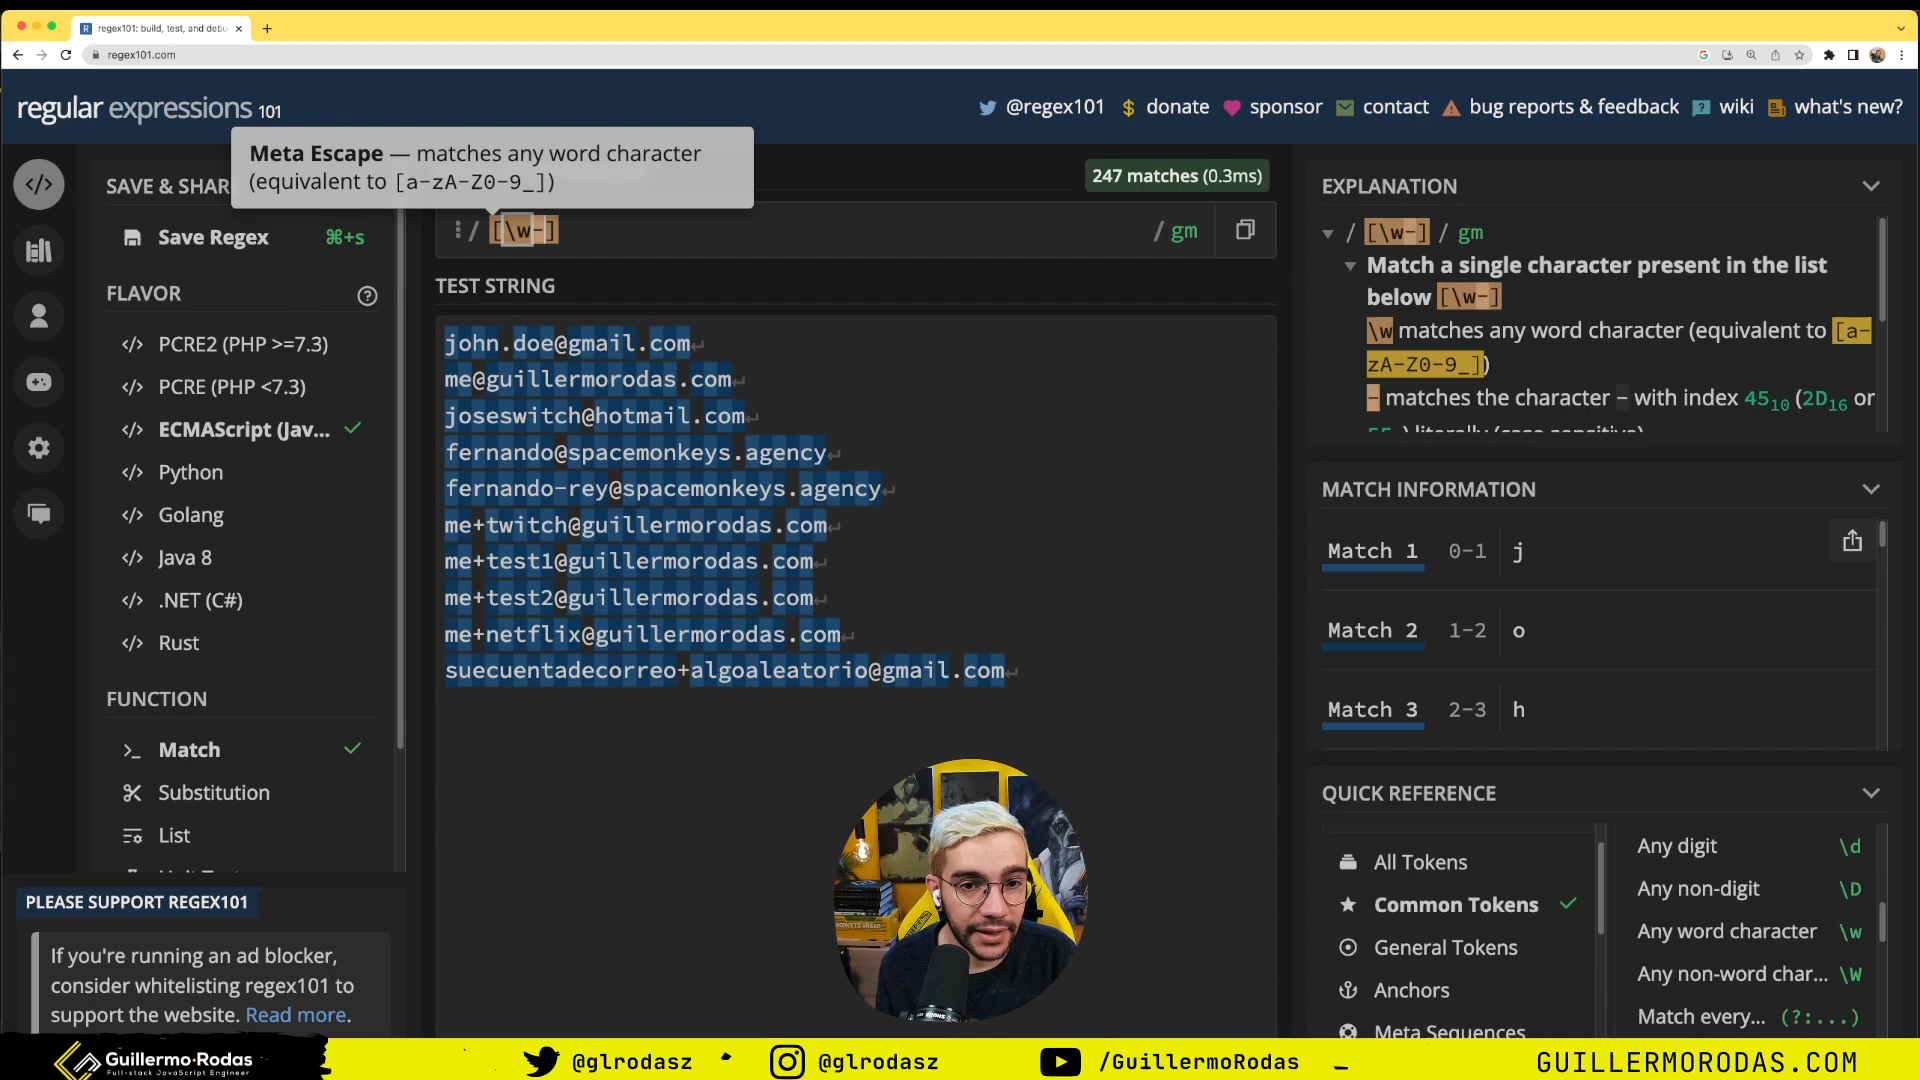 regex101: build, test, and debu
regex101.com
regular expressions 101
@regex101
$ donate
sponsor
contact
bug reports & feedback
wiki
what's new?
Meta Escape — matches any word character
(equivalent to [a-zA-Z0-9_])
SAVE & SHAR
Save Regex ⌘+s
FLAVOR
</> PCRE2 (PHP >=7.3)
</> PCRE (PHP <7.3)
</> ECMAScript (Jav...
</> Python
</> Golang
</> Java 8
</> .NET (C#)
</> Rust
FUNCTION
>_ Match
Substitution
List
PLEASE SUPPORT REGEX101
If you're running an ad blocker,
consider whitelisting regex101 to
support the website. Read more.
247 matches (0.3ms)
/ [\w-] / gm
TEST STRING
john.doe@gmail.com
me@guillermorodas.com
joseswitch@hotmail.com
fernando@spacemonkeys.agency
fernando-rey@spacemonkeys.agency
me+twitch@guillermorodas.com
me+test1@guillermorodas.com
me+test2@guillermorodas.com
me+netflix@guillermorodas.com
suecuentadecorreo+algoaleatorio@gmail.com
EXPLANATION
/ [\w-] / gm
Match a single character present in the list
below [\w-]
\w matches any word character (equivalent to [a-
zA-Z0-9_])
- matches the character - with index 45₁₀ (2D₁₆ or
MATCH INFORMATION
Match 1 0-1 j
Match 2 1-2 o
Match 3 2-3 h
QUICK REFERENCE
All Tokens
Common Tokens
General Tokens
Anchors
Meta Sequences
Any digit \d
Any non-digit \D
Any word character \w
Any non-word char... \W
Match every... (?:...)
Guillermo·Rodas
Full-stack JavaScript Engineer
@glrodasz
@glrodasz
/GuillermoRodas
GUILLERMORODAS.COM